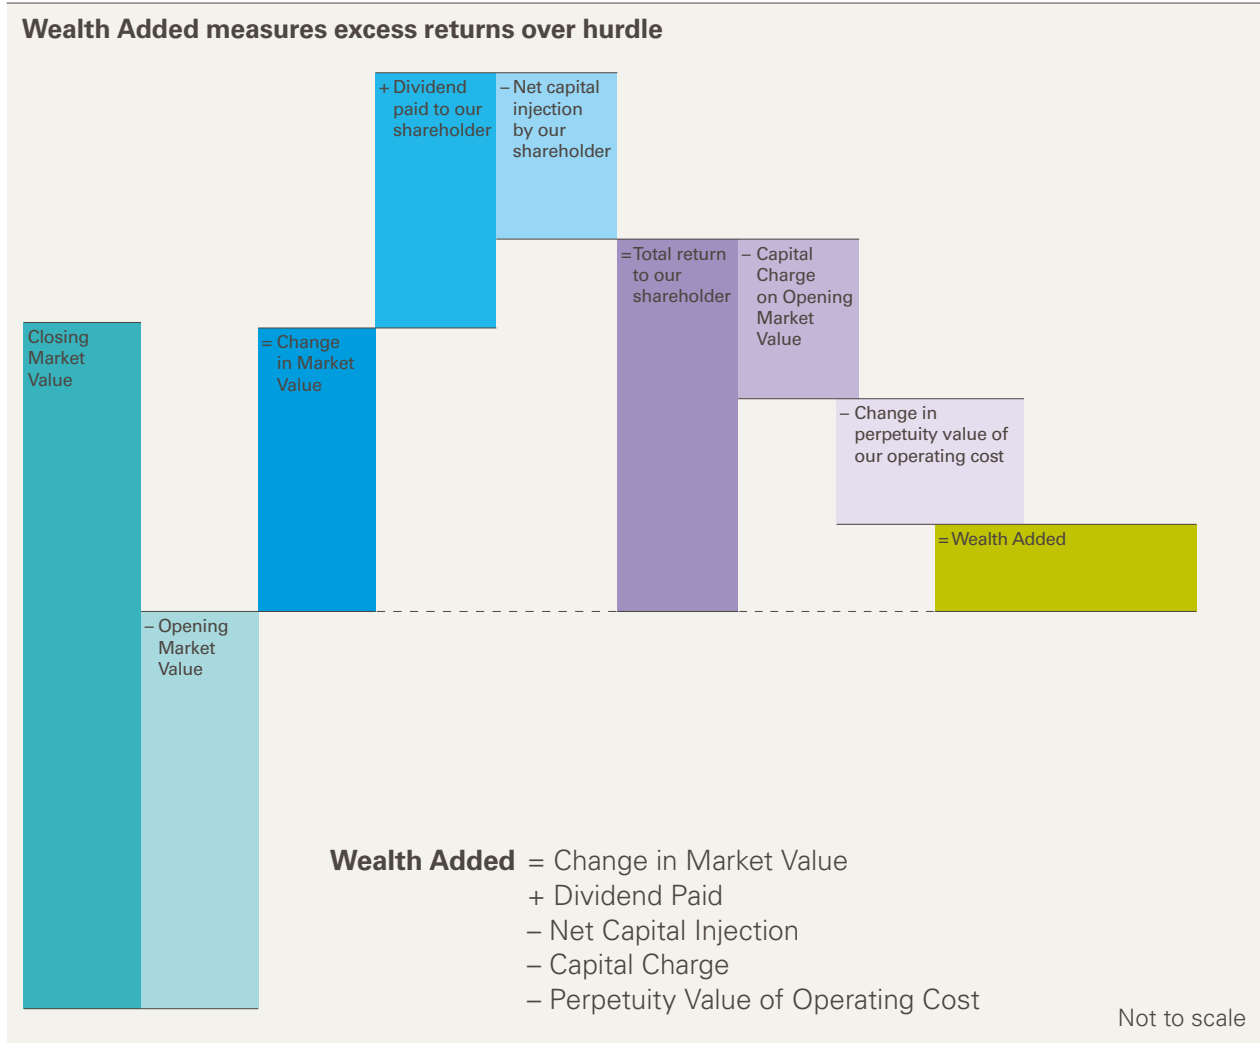 Wealth Added measures excess returns over hurdle
+ Dividend
paid to our
shareholder
– Net capital
injection
by our
shareholder
= Total return
to our
shareholder
– Capital
Charge
on Opening
Market
Value
Closing
Market
Value
= Change
in Market
Value
– Change in
perpetuity value of
our operating cost
= Wealth Added
– Opening
Market
Value
Wealth Added = Change in Market Value
+ Dividend Paid
– Net Capital Injection
– Capital Charge
– Perpetuity Value of Operating Cost
Not to scale